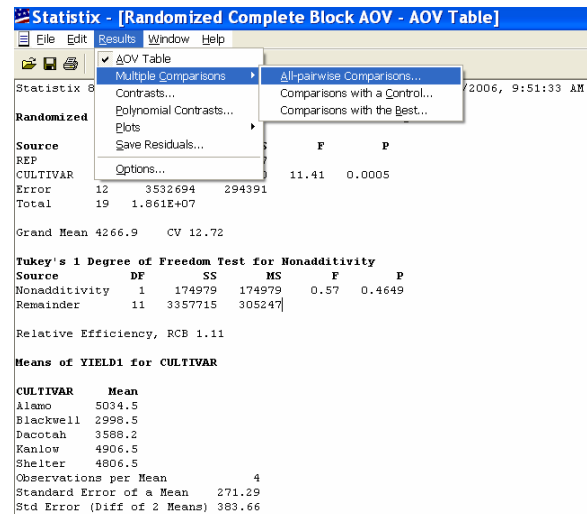 Statistix - [Randomized Complete Block AOV - AOV Table]
File Edit Results Window Help
AOV Table
Multiple Comparisons
Contrasts...
Polynomial Contrasts...
Plots
Save Residuals...
Options...
All-pairwise Comparisons...
Comparisons with a Control...
Comparisons with the Best...
Statistix 8 /2006, 9:51:33 AM
Randomized
Source F P
REP
CULTIVAR 11.41 0.0005
Error 12 3532694 294391
Total 19 1.861E+07
Grand Mean 4266.9 CV 12.72
Tukey's 1 Degree of Freedom Test for Nonadditivity
Source DF SS MS F P
Nonadditivity 1 174979 174979 0.57 0.4649
Remainder 11 3357715 305247
Relative Efficiency, RCB 1.11
Means of YIELD1 for CULTIVAR
CULTIVAR Mean
Alamo 5034.5
Blackwell 2998.5
Dacotah 3588.2
Kanlow 4906.5
Shelter 4806.5
Observations per Mean 4
Standard Error of a Mean 271.29
Std Error (Diff of 2 Means) 383.66